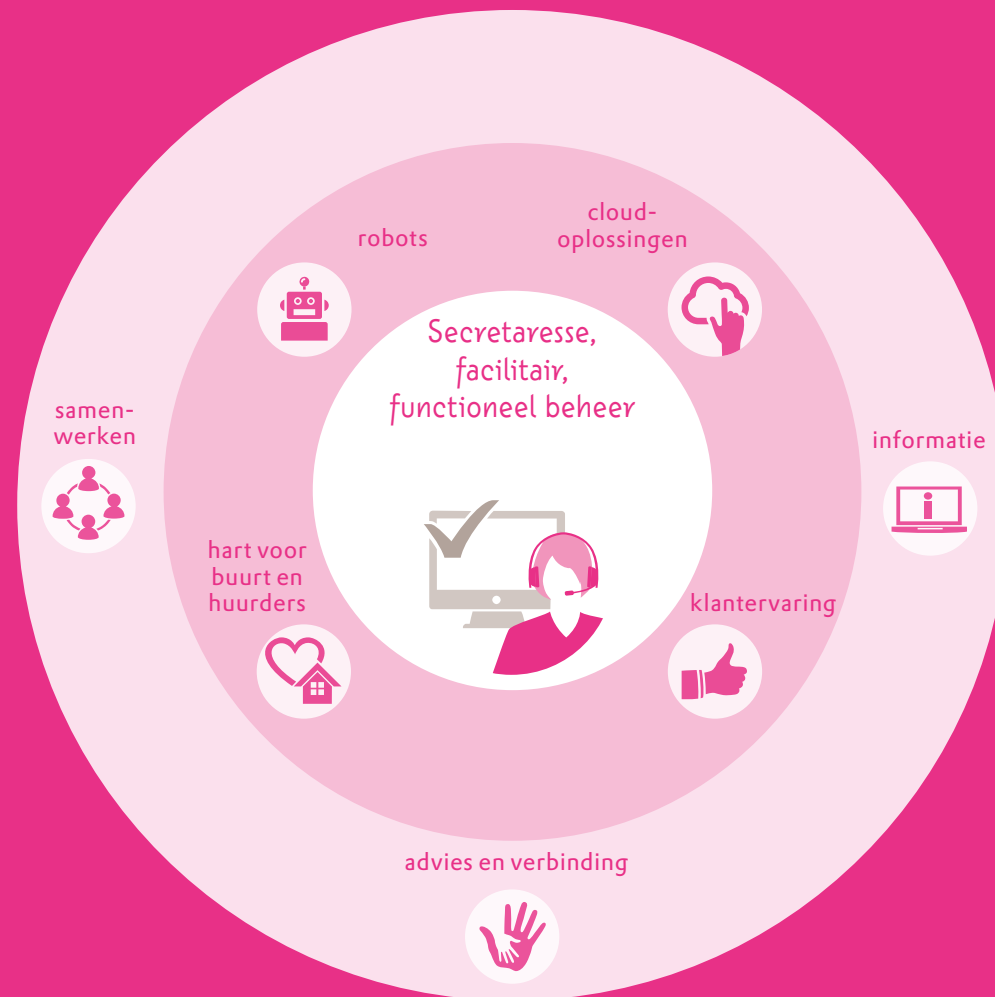 cloud-
oplossingen
robots
Secretaresse,
facilitair,
functioneel beheer
samen-
werken
informatie
hart voor
buurt en
huurders
klantervaring
advies en verbinding